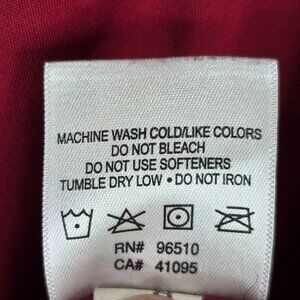 MACHINE WASH COLD/LIKE COLORS
DO NOT BLEACH
DO NOT USE SOFTENERS
TUMBLE DRY LOW • DO NOT IRON
RN# 96510
CA# 41095